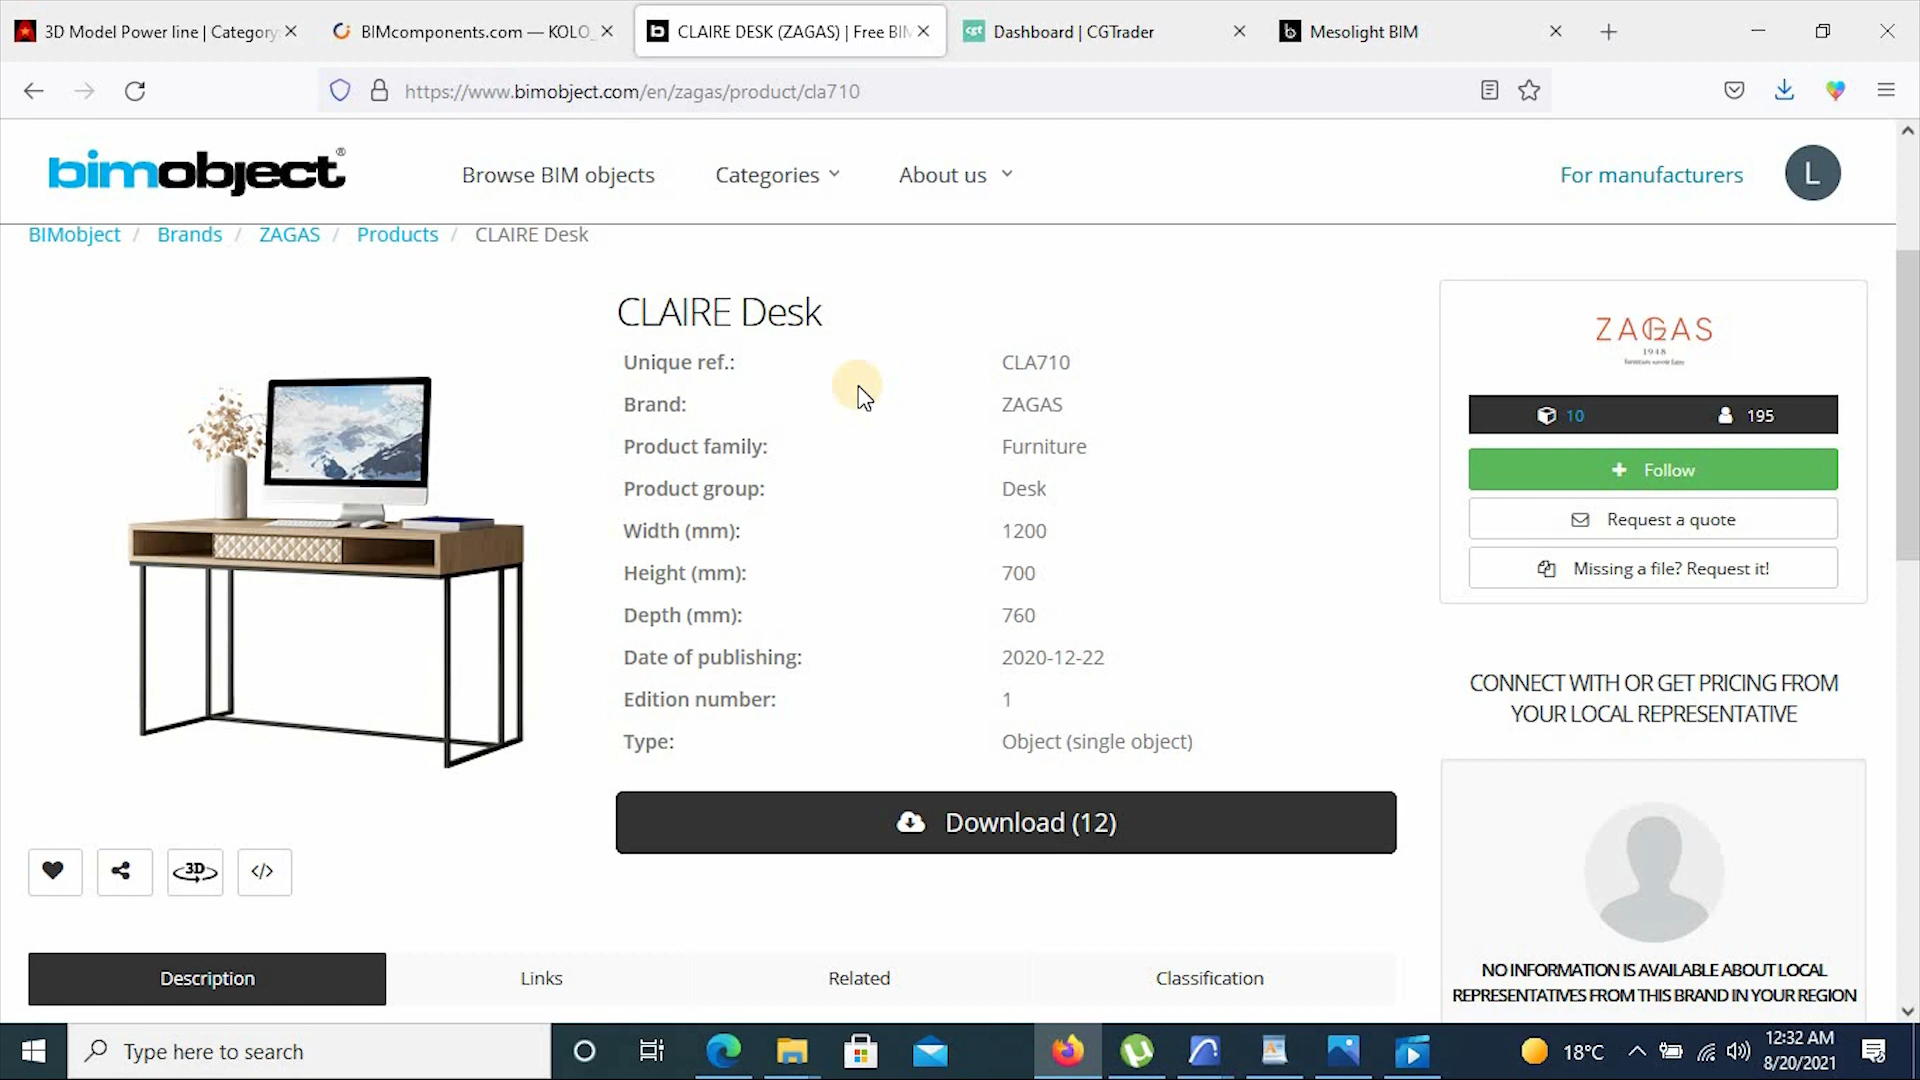 3D Model Power line | Category:
BIMcomponents.com — KOLO_
CLAIRE DESK (ZAGAS) | Free BIM
Dashboard | CGTrader
Mesolight BIM
https://www.bimobject.com/en/zagas/product/cla710
bimobject®
Browse BIM objects
Categories
About us
For manufacturers
L
BIMobject / Brands / ZAGAS / Products / CLAIRE Desk
CLAIRE Desk
Unique ref.: CLA710
Brand: ZAGAS
Product family: Furniture
Product group: Desk
Width (mm): 1200
Height (mm): 700
Depth (mm): 760
Date of publishing: 2020-12-22
Edition number: 1
Type: Object (single object)
Download (12)
3D
</>
Description
Links
Related
Classification
ZAGAS
1948
furniture savoir faire
10
195
Follow
Request a quote
Missing a file? Request it!
CONNECT WITH OR GET PRICING FROM
YOUR LOCAL REPRESENTATIVE
NO INFORMATION IS AVAILABLE ABOUT LOCAL
REPRESENTATIVES FROM THIS BRAND IN YOUR REGION
Type here to search
18°C
12:32 AM
8/20/2021